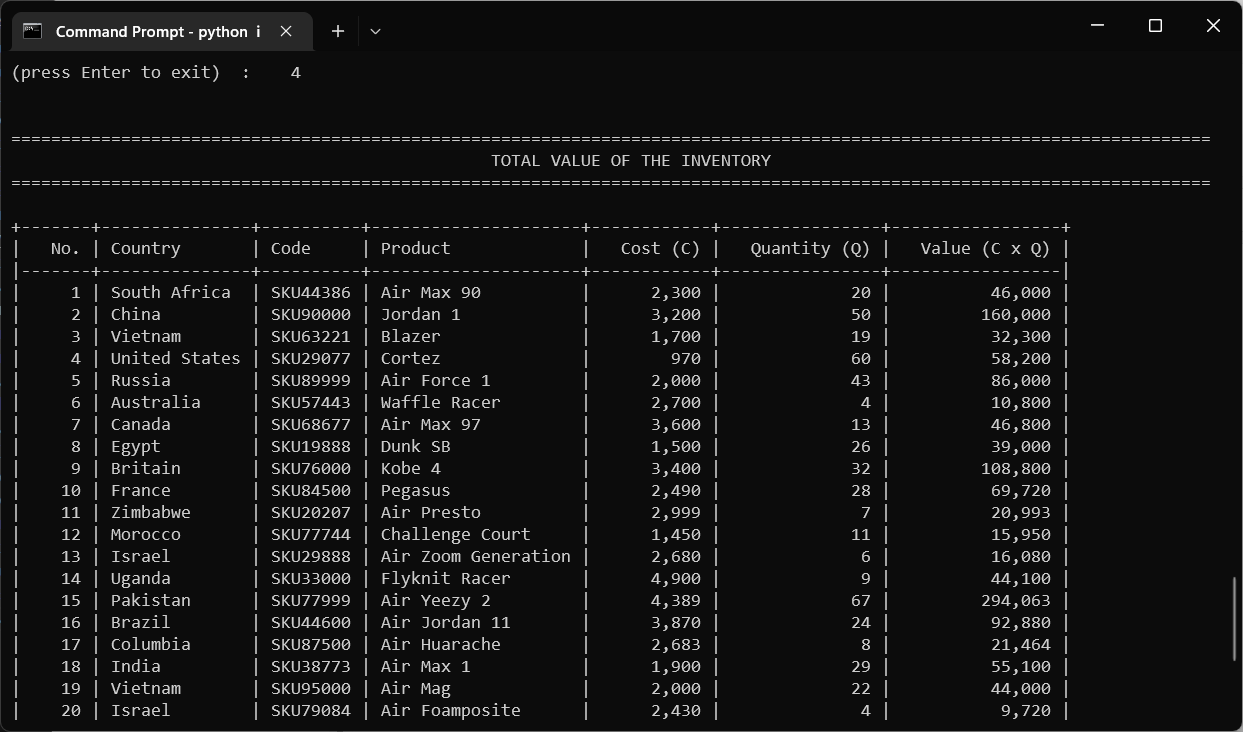 Command Prompt - python i
(press Enter to exit)  :    4
========================================================================================================================
                                                TOTAL VALUE OF THE INVENTORY
========================================================================================================================
+-------+---------------+----------+---------------------+------------+----------------+-----------------+
|   No. | Country       | Code     | Product             |   Cost (C) |   Quantity (Q) |   Value (C x Q) |
|-------+---------------+----------+---------------------+------------+----------------+-----------------|
|     1 | South Africa  | SKU44386 | Air Max 90          |      2,300 |             20 |          46,000 |
|     2 | China         | SKU90000 | Jordan 1            |      3,200 |             50 |         160,000 |
|     3 | Vietnam       | SKU63221 | Blazer              |      1,700 |             19 |          32,300 |
|     4 | United States | SKU29077 | Cortez              |        970 |             60 |          58,200 |
|     5 | Russia        | SKU89999 | Air Force 1         |      2,000 |             43 |          86,000 |
|     6 | Australia     | SKU57443 | Waffle Racer        |      2,700 |              4 |          10,800 |
|     7 | Canada        | SKU68677 | Air Max 97          |      3,600 |             13 |          46,800 |
|     8 | Egypt         | SKU19888 | Dunk SB             |      1,500 |             26 |          39,000 |
|     9 | Britain       | SKU76000 | Kobe 4              |      3,400 |             32 |         108,800 |
|    10 | France        | SKU84500 | Pegasus             |      2,490 |             28 |          69,720 |
|    11 | Zimbabwe      | SKU20207 | Air Presto          |      2,999 |              7 |          20,993 |
|    12 | Morocco       | SKU77744 | Challenge Court     |      1,450 |             11 |          15,950 |
|    13 | Israel        | SKU29888 | Air Zoom Generation |      2,680 |              6 |          16,080 |
|    14 | Uganda        | SKU33000 | Flyknit Racer       |      4,900 |              9 |          44,100 |
|    15 | Pakistan      | SKU77999 | Air Yeezy 2         |      4,389 |             67 |         294,063 |
|    16 | Brazil        | SKU44600 | Air Jordan 11       |      3,870 |             24 |          92,880 |
|    17 | Columbia      | SKU87500 | Air Huarache        |      2,683 |              8 |          21,464 |
|    18 | India         | SKU38773 | Air Max 1           |      1,900 |             29 |          55,100 |
|    19 | Vietnam       | SKU95000 | Air Mag             |      2,000 |             22 |          44,000 |
|    20 | Israel        | SKU79084 | Air Foamposite      |      2,430 |              4 |           9,720 |